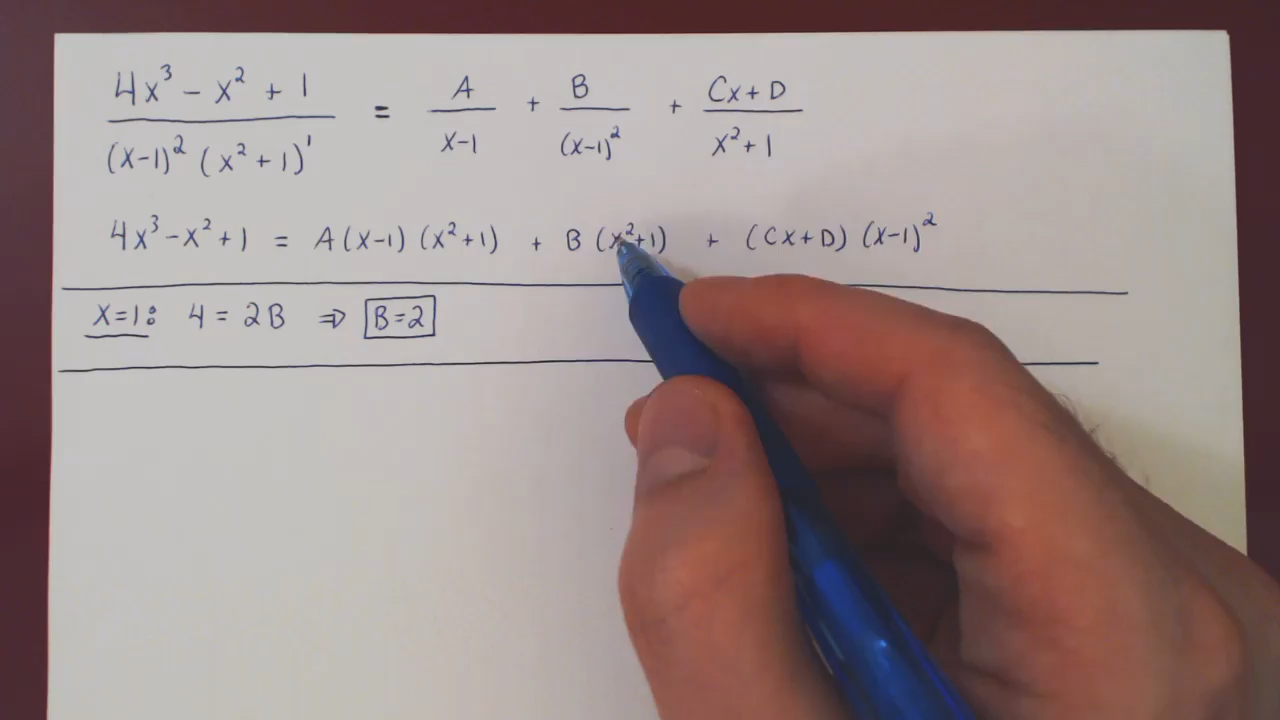 4x³ - x² + 1 / (x-1)² (x² + 1)' = A / x-1 + B / (x-1)² + Cx+D / x² + 1
4x³ - x² + 1 = A (x-1) (x² + 1) + B (x² + 1) + (Cx + D) (x-1)²
x=1: 4 = 2B ⇒ B=2